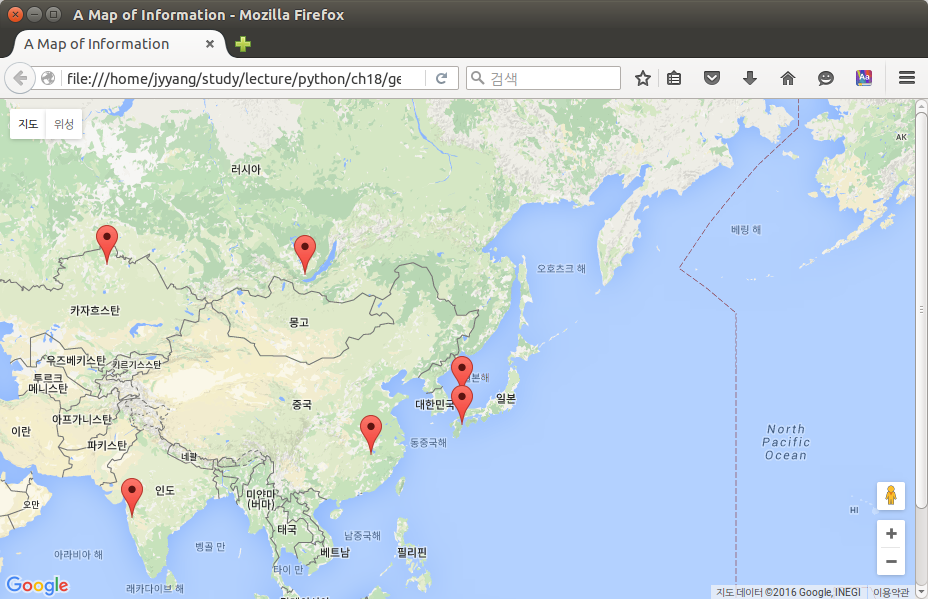 A Map of Information - Mozilla Firefox
A Map of Information
file:///home/jyyang/study/lecture/python/ch18/ge
검색
Aa
지도 위성
AK
러시아
베링 해
오호츠크 해
카자흐스탄
몽고
우즈베키스탄
키르기스스탄
투르크
메니스탄
본해
중국
대한민국
일본
아프가니스탄
이란
North
Pacific
Ocean
동중국해
파키스탄
네팔
인도
미얀마
(버마)
오만
HI
태국
남중국해
벵골 만
아라비아 해
베트남
필리핀
타이 만
래카다이브 해
Google
지도 데이터 ©2016 Google, INEGI 이용약관